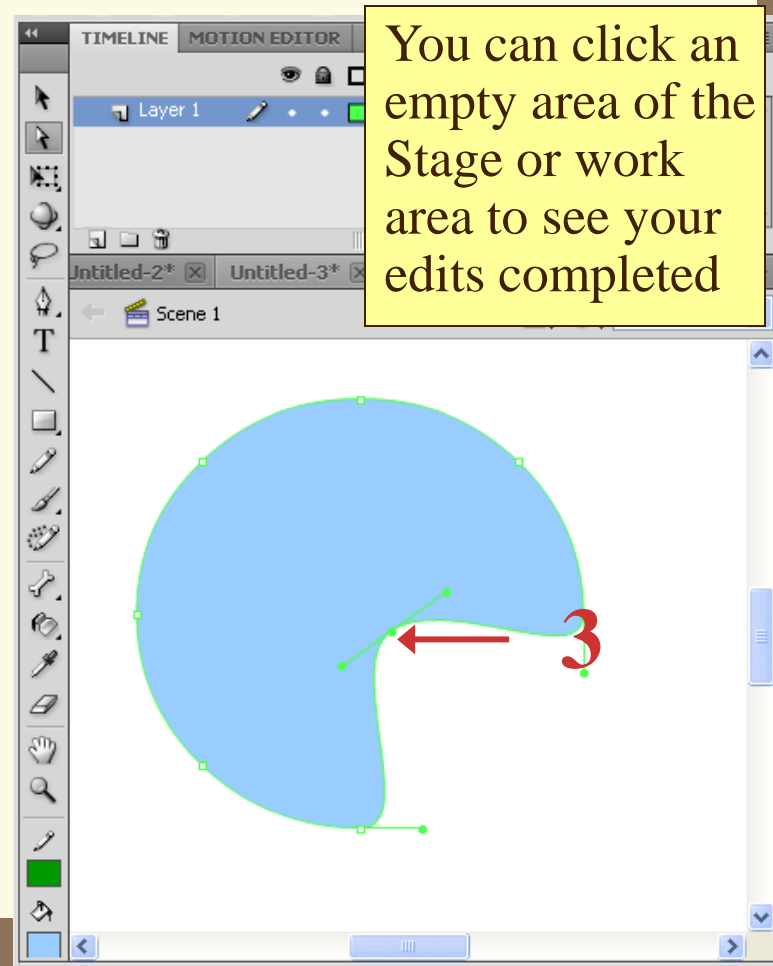 TIMELINE MOTION EDITOR
You can click an
empty area of the
Stage or work
area to see your
edits completed
Layer 1
Untitled-2* Untitled-3*
Scene 1
T
3